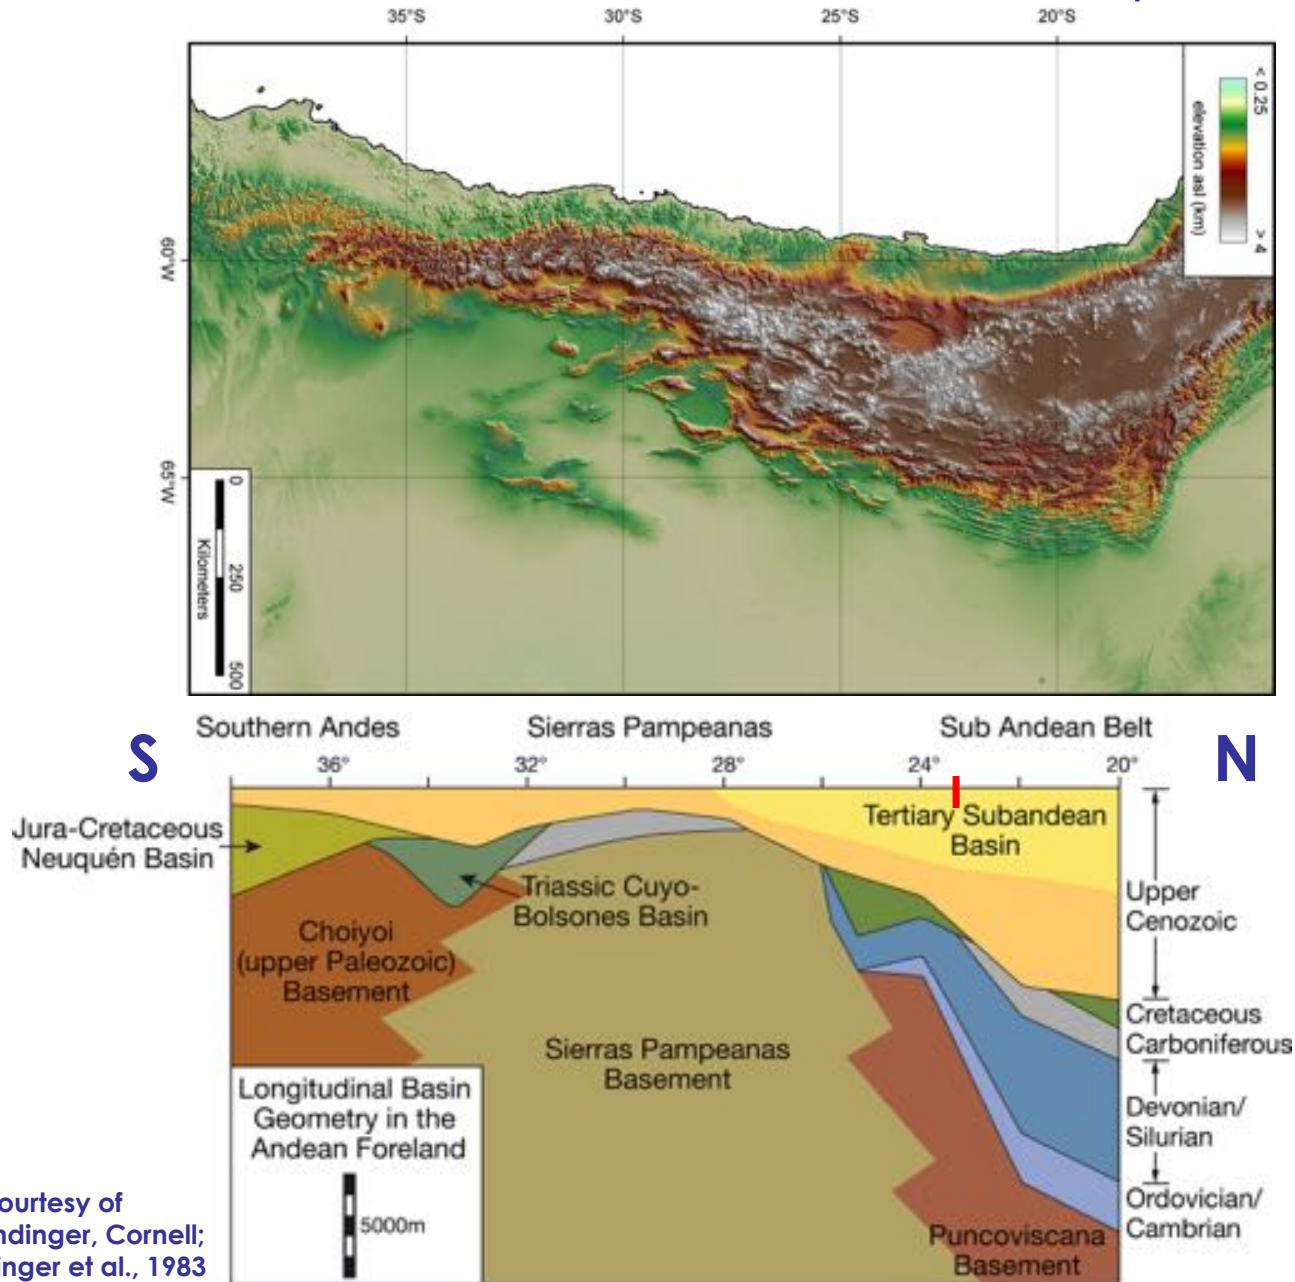 35°S
30°S
25°S
20°S
< 0.25
elevation asl (km)
> 4
60°W
65°W
0
250
500
Kilometers
Southern Andes
Sierras Pampeanas
Sub Andean Belt
S
N
36°
32°
28°
24°
20°
Jura-Cretaceous
Neuquén Basin
Tertiary Subandean
Basin
Triassic Cuyo-
Bolsones Basin
Choiyoi
(upper Paleozoic)
Basement
Sierras Pampeanas
Basement
Upper
Cenozoic
Cretaceous
Carboniferous
Devonian/
Silurian
Ordovician/
Cambrian
Puncoviscana
Basement
Longitudinal Basin
Geometry in the
Andean Foreland
5000m
ourtesy of
ndinger, Cornell;
inger et al., 1983